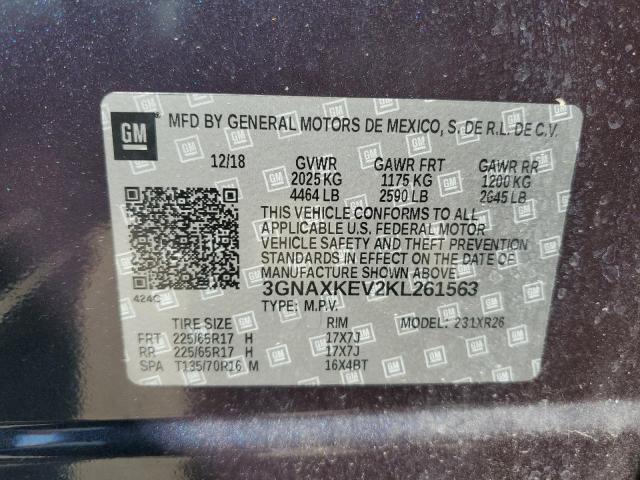 GM MFD BY GENERAL MOTORS DE MEXICO, S. DE R.L. DE C.V.
12/18 GVWR GAWR FRT GAWR RR
2025 KG 1175 KG 1200 KG
4464 LB 2590 LB 2645 LB
THIS VEHICLE CONFORMS TO ALL
APPLICABLE U.S. FEDERAL MOTOR
VEHICLE SAFETY AND THEFT PREVENTION
STANDARDS IN EFFECT ON THE DATE OF
MANUFACTURE SHOWN ABOVE.
424C 3GNAXKEV2KL261563
TYPE: M.P.V.
TIRE SIZE RIM MODEL: 231XR26
FRT 225/65R17 H 17X7J
RR 225/65R17 H 17X7J
SPA T135/70R16 M 16X4BT